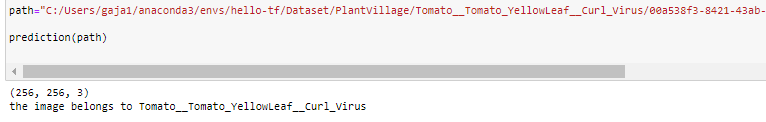 path="C:/Users/gaja1/anaconda3/envs/hello-tf/Dataset/PlantVillage/Tomato__Tomato_YellowLeaf__Curl_Virus/00a538f3-8421-43ab-
prediction(path)
(256, 256, 3)
the image belongs to Tomato__Tomato_YellowLeaf__Curl_Virus